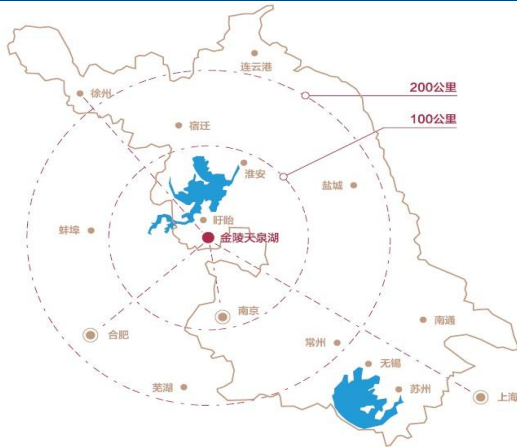 连云港
200公里
徐州
100公里
宿迁
淮安
盐城
盱眙
蚌埠
金陵天泉湖
南京
南通
合肥
常州
无锡
芜湖
苏州
上海